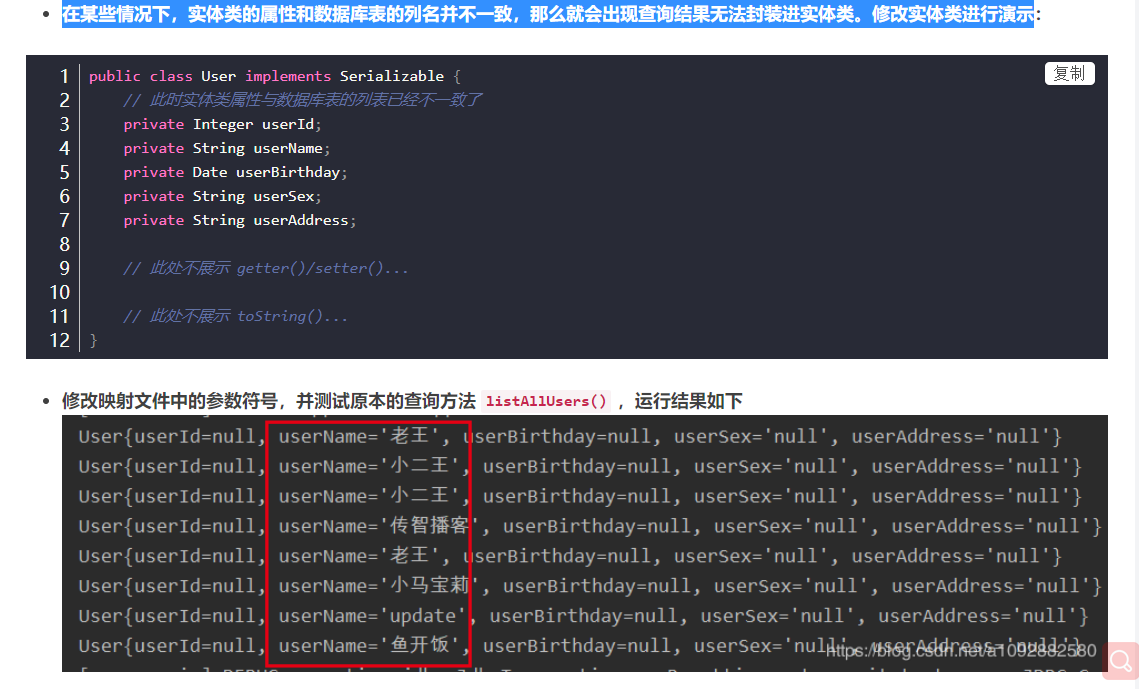 在某些情况下，实体类的属性和数据库表的列名并不一致，那么就会出现查询结果无法封装进实体类。修改实体类进行演示：
复制
1 public class User implements Serializable {
2 // 此时实体类属性与数据库表的列表已经不一致了
3 private Integer userId;
4 private String userName;
5 private Date userBirthday;
6 private String userSex;
7 private String userAddress;
8
9 // 此处不展示 getter()/setter()...
10
11 // 此处不展示 toString()...
12 }
修改映射文件中的参数符号，并测试原本的查询方法 listAllUsers() ，运行结果如下
User{userId=null, userName='老王', userBirthday=null, userSex='null', userAddress='null'}
User{userId=null, userName='小二王', userBirthday=null, userSex='null', userAddress='null'}
User{userId=null, userName='小二王', userBirthday=null, userSex='null', userAddress='null'}
User{userId=null, userName='传智播客', userBirthday=null, userSex='null', userAddress='null'}
User{userId=null, userName='老王', userBirthday=null, userSex='null', userAddress='null'}
User{userId=null, userName='小马宝莉', userBirthday=null, userSex='null', userAddress='null'}
User{userId=null, userName='update', userBirthday=null, userSex='null', userAddress='null'}
User{userId=null, userName='鱼开饭', userBirthday=null, userSex='null', userAddress='null'}
https://blog.csdn.net/a1092882580